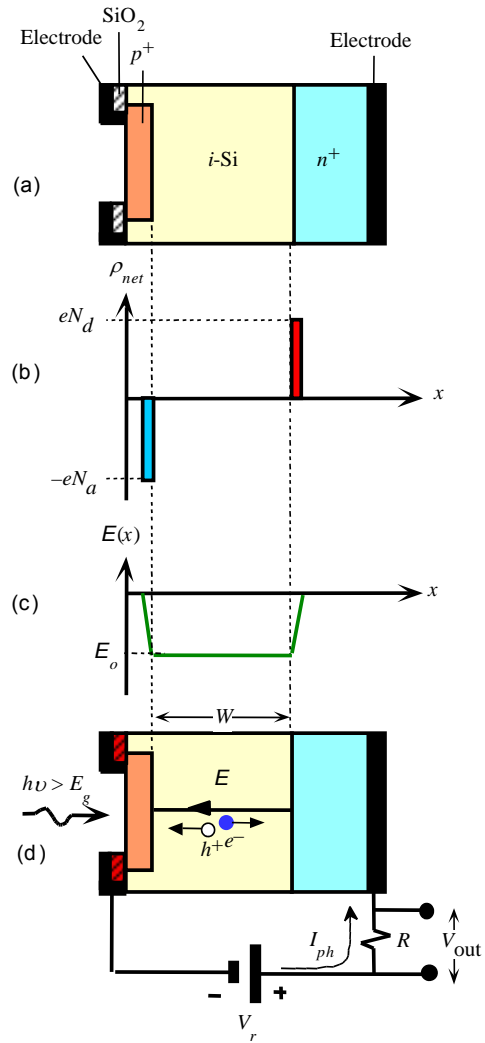 SiO₂
Electrode
p⁺
Electrode
i-Si
n⁺
(a)
ρnet
eNd
(b)
x
−eNa
E(x)
(c)
x
Eo
W
hυ > Eg
E
h⁺
e⁻
(d)
Iph
R
Vout
−
+
Vr